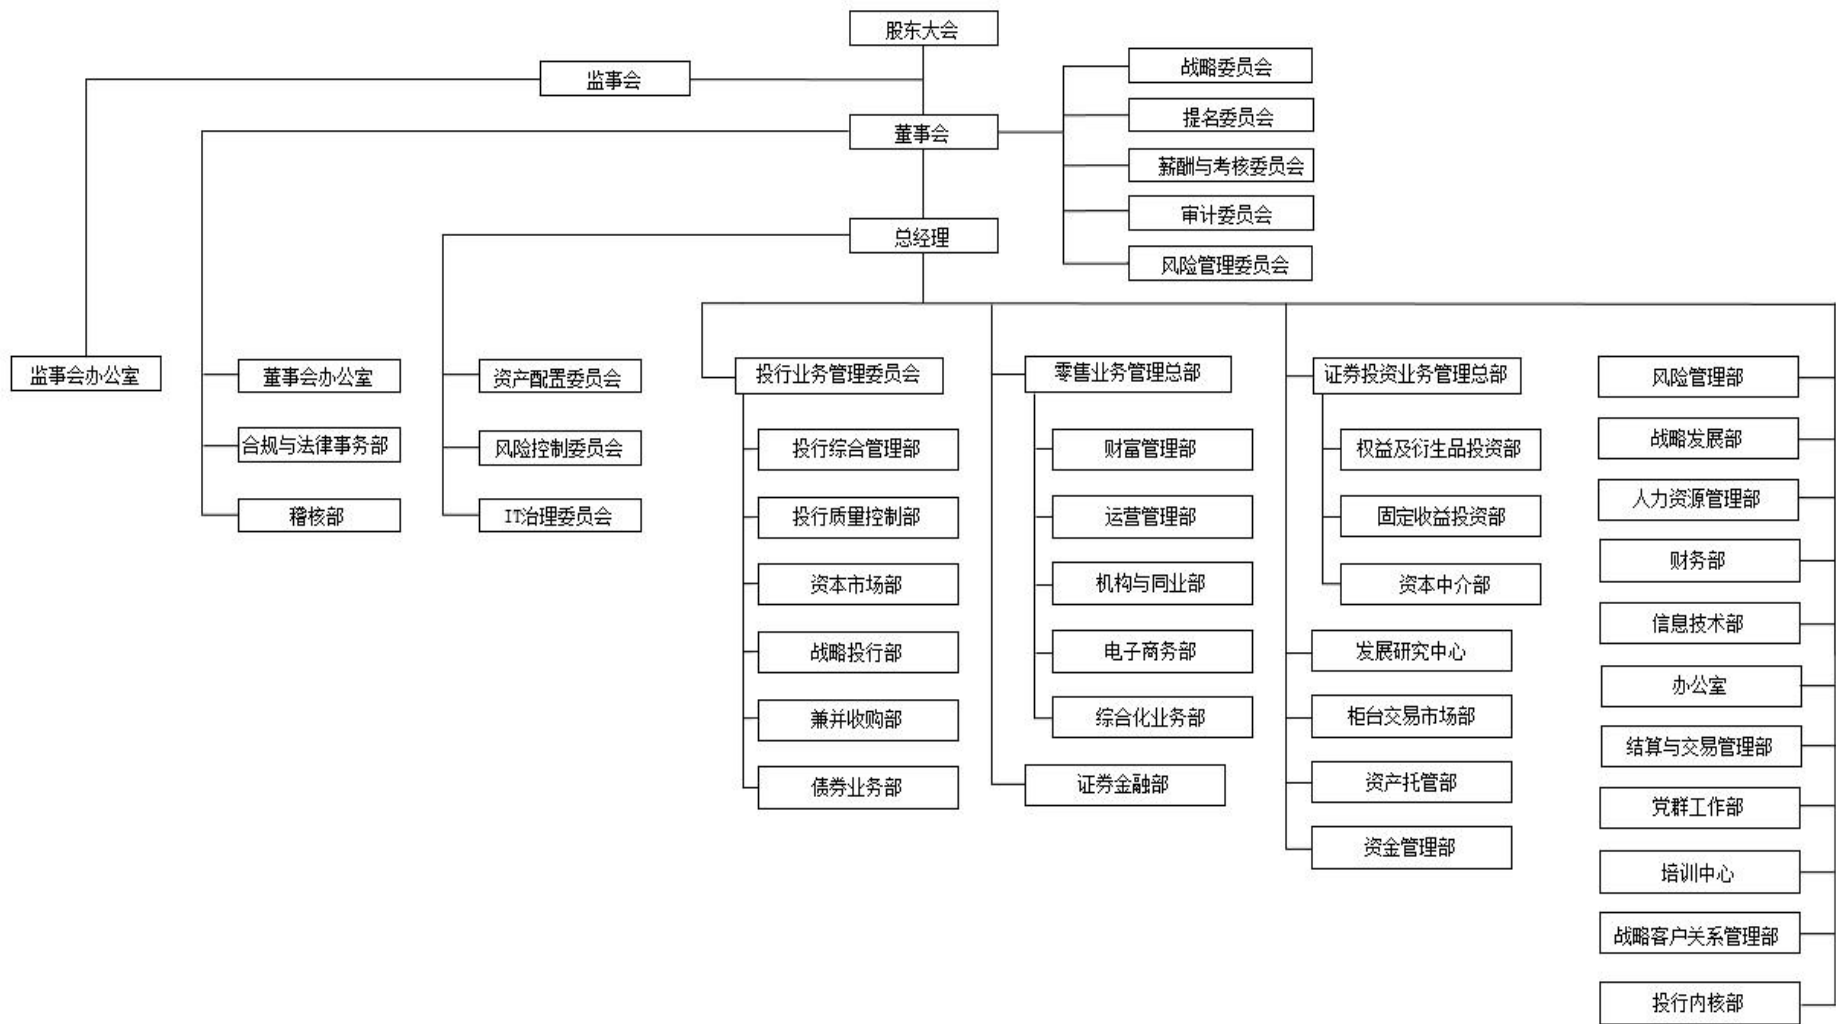 股东大会
监事会
董事会
战略委员会
提名委员会
薪酬与考核委员会
审计委员会
风险管理委员会
总经理
监事会办公室
董事会办公室
合规与法律事务部
稽核部
资产配置委员会
风险控制委员会
IT治理委员会
投行业务管理委员会
投行综合管理部
投行质量控制部
资本市场部
战略投行部
兼并收购部
债券业务部
零售业务管理总部
财富管理部
运营管理部
机构与同业部
电子商务部
综合化业务部
证券金融部
证券投资业务管理总部
权益及衍生品投资部
固定收益投资部
资本中介部
发展研究中心
柜台交易市场部
资产托管部
资金管理部
风险管理部
战略发展部
人力资源管理部
财务部
信息技术部
办公室
结算与交易管理部
党群工作部
培训中心
战略客户关系管理部
投行内核部